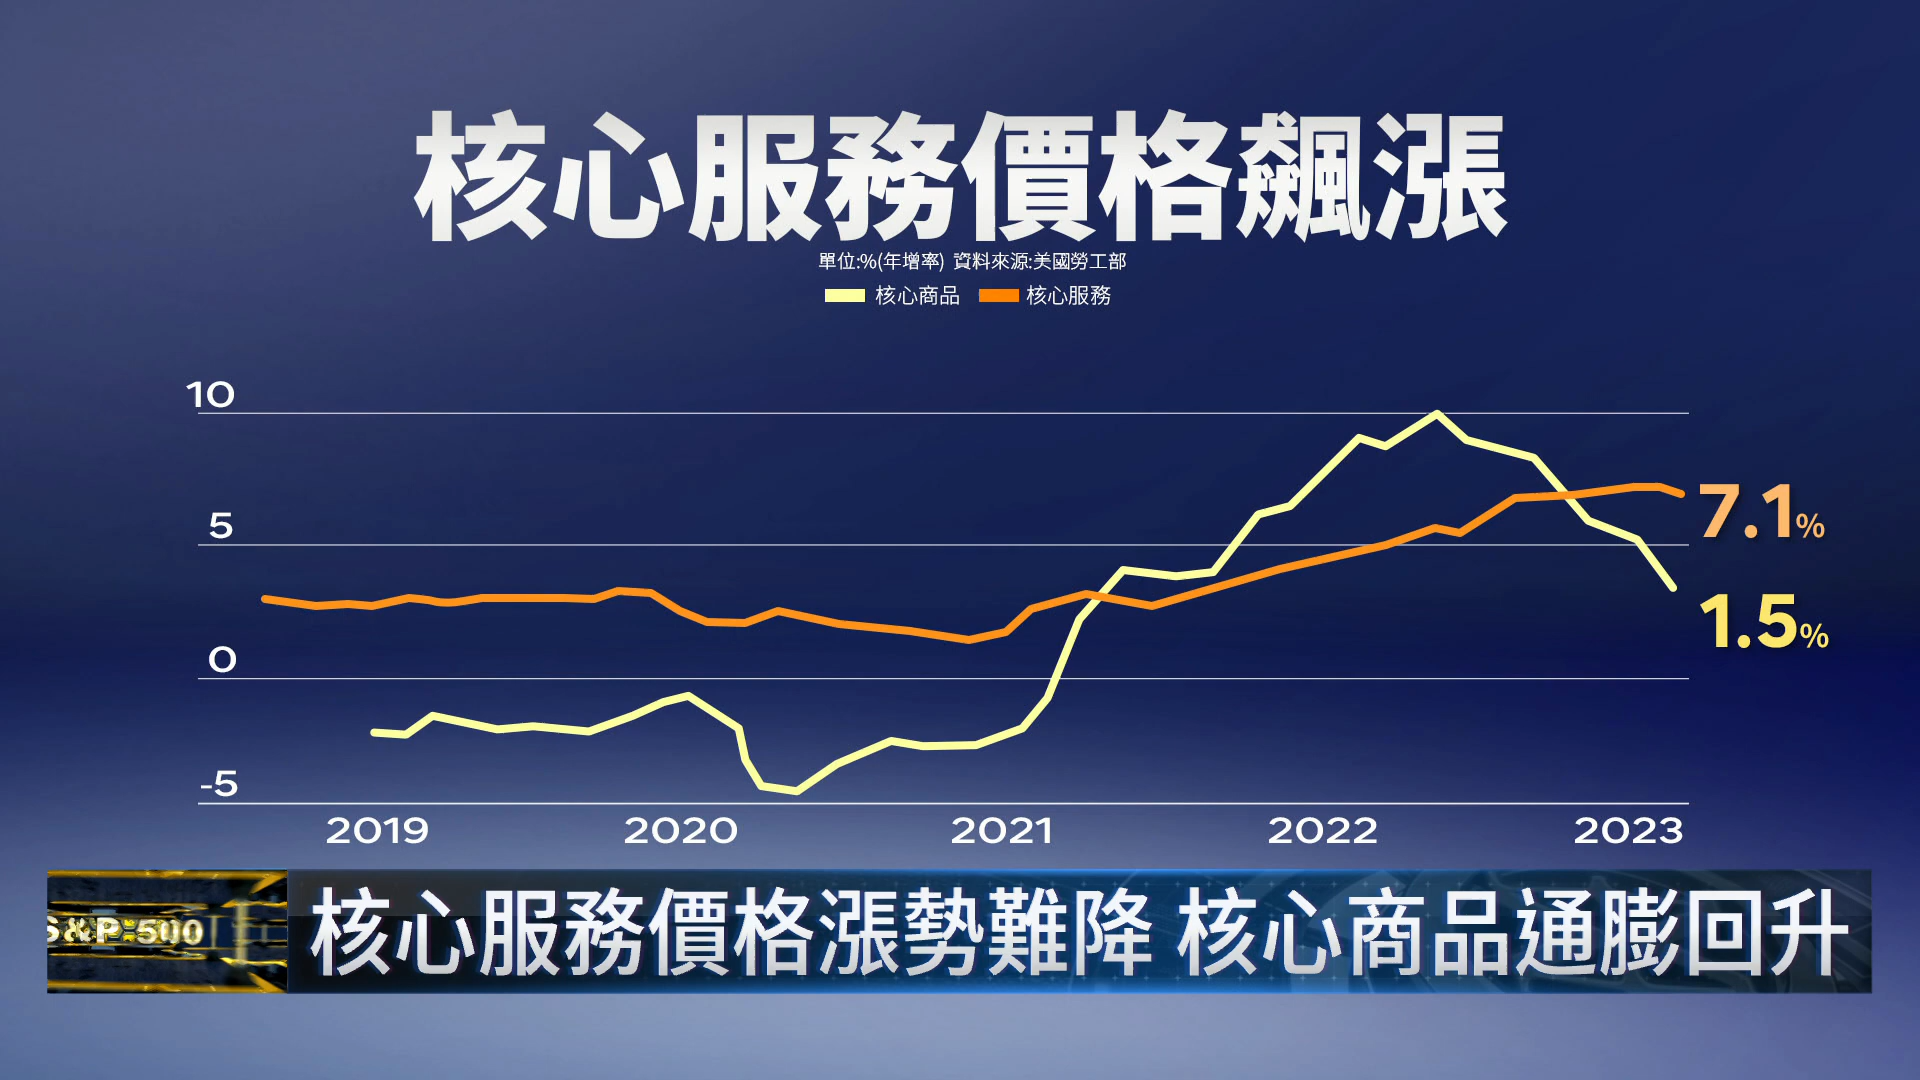 核心服務價格飆漲
單位:%(年增率) 資料來源:美國勞工部
核心商品 核心服務
10
5
0
-5
7.1%
1.5%
2019 2020 2021 2022 2023
S&P 500
核心服務價格漲勢難降 核心商品通膨回升